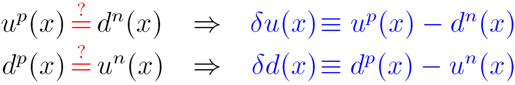 u^p(x) ≟ d^n(x) ⇒ δu(x) ≡ u^p(x) − d^n(x)
d^p(x) ≟ u^n(x) ⇒ δd(x) ≡ d^p(x) − u^n(x)